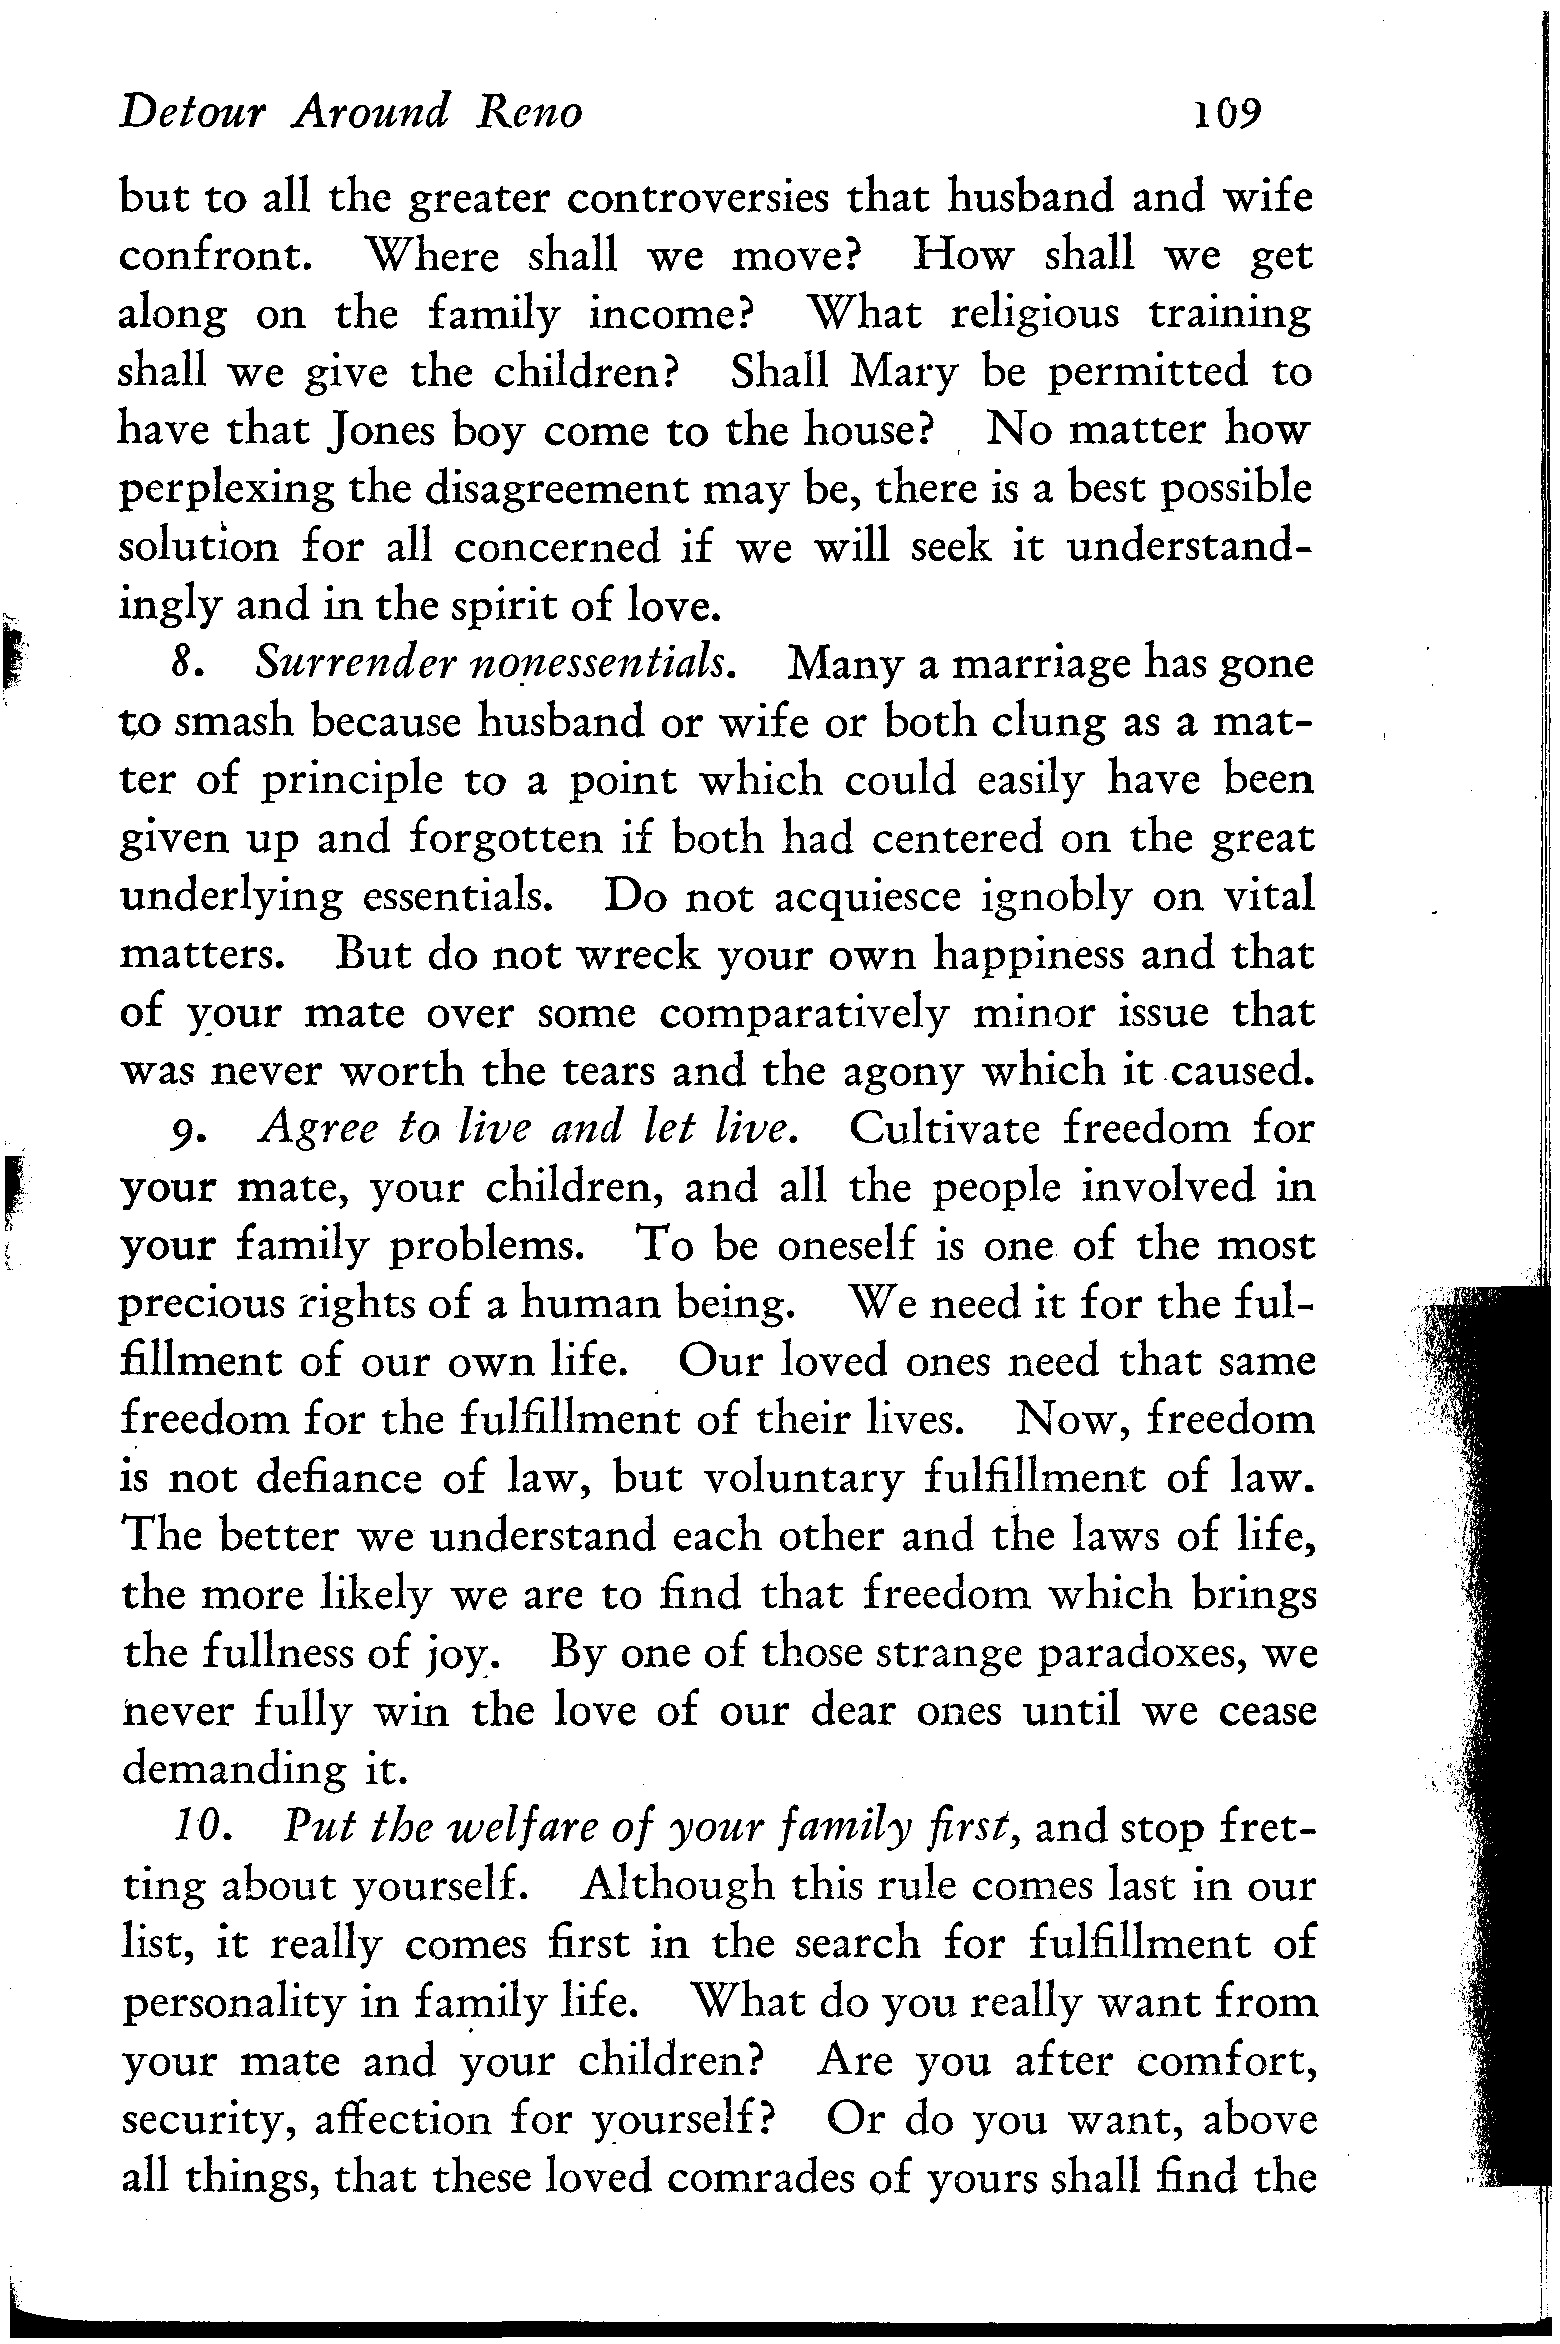 Detour Around Reno 109
but to all the greater controversies that husband and wife
confront. Where shall we move? How shall we get
along on the family income? What religious training
shall we give the children? Shall Mary be permitted to
have that Jones boy come to the house? No matter how
perplexing the disagreement may be, there is a best possible
solution for all concerned if we will seek it understand-
ingly and in the spirit of love.
8. Surrender nonessentials. Many a marriage has gone
to smash because husband or wife or both clung as a mat-
ter of principle to a point which could easily have been
given up and forgotten if both had centered on the great
underlying essentials. Do not acquiesce ignobly on vital
matters. But do not wreck your own happiness and that
of your mate over some comparatively minor issue that
was never worth the tears and the agony which it caused.
9. Agree to live and let live. Cultivate freedom for
your mate, your children, and all the people involved in
your family problems. To be oneself is one of the most
precious rights of a human being. We need it for the ful-
fillment of our own life. Our loved ones need that same
freedom for the fulfillment of their lives. Now, freedom
is not defiance of law, but voluntary fulfillment of law.
The better we understand each other and the laws of life,
the more likely we are to find that freedom which brings
the fullness of joy. By one of those strange paradoxes, we
never fully win the love of our dear ones until we cease
demanding it.
10. Put the welfare of your family first, and stop fret-
ting about yourself. Although this rule comes last in our
list, it really comes first in the search for fulfillment of
personality in family life. What do you really want from
your mate and your children? Are you after comfort,
security, affection for yourself? Or do you want, above
all things, that these loved comrades of yours shall find the